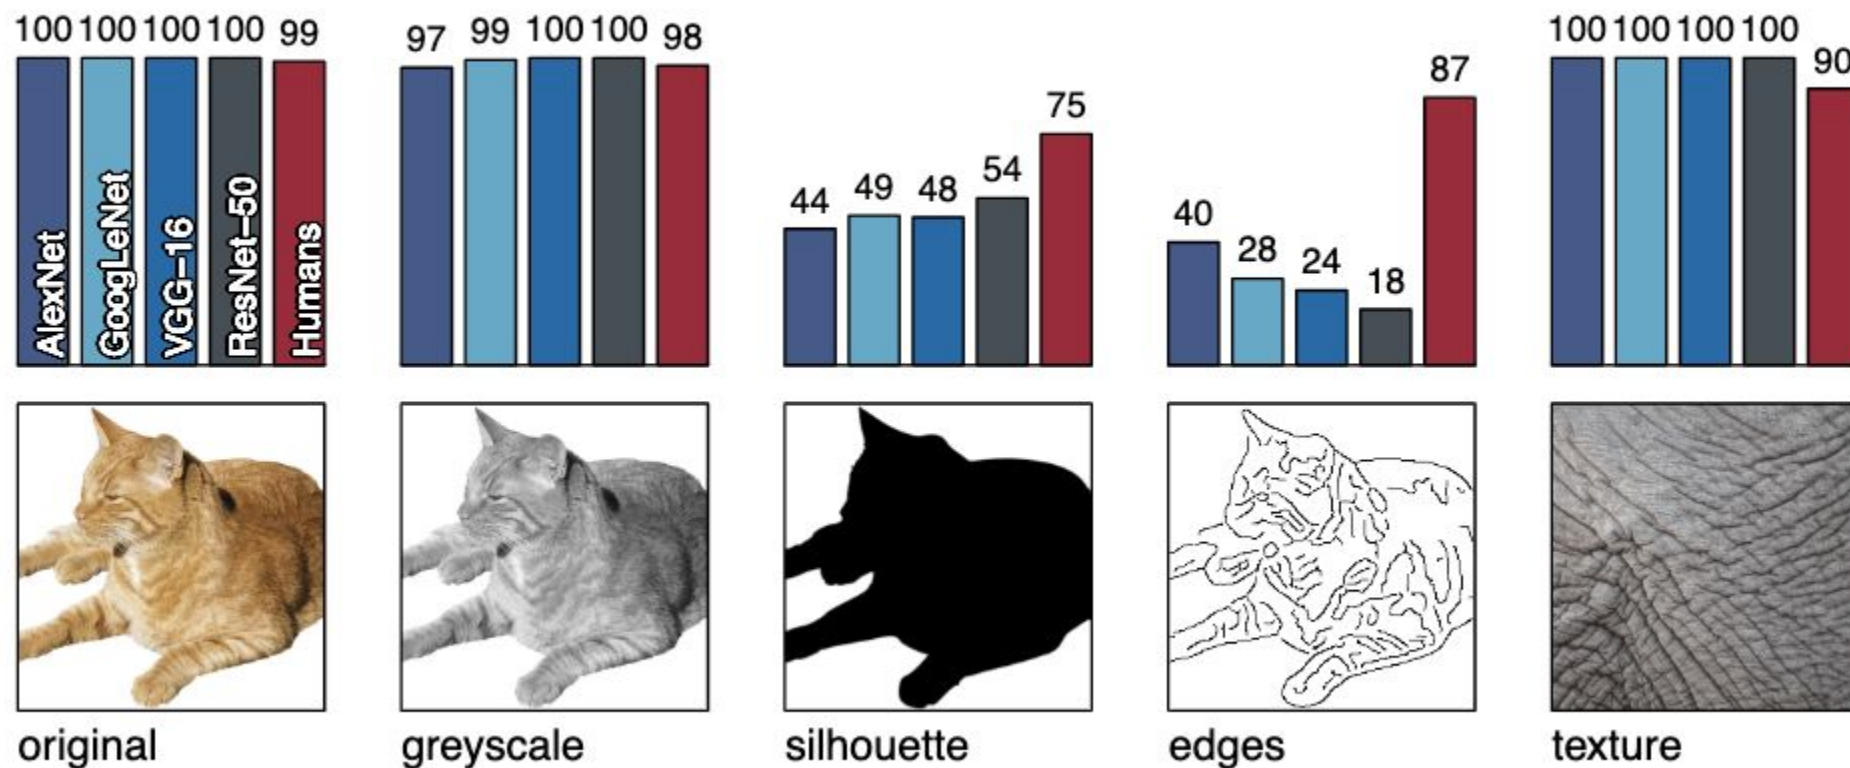 100 100 100 100 99
AlexNet
GoogLeNet
VGG–16
ResNet–50
Humans
original
97 99 100 100 98
greyscale
44 49 48 54 75
silhouette
40 28 24 18 87
edges
100 100 100 100 90
texture